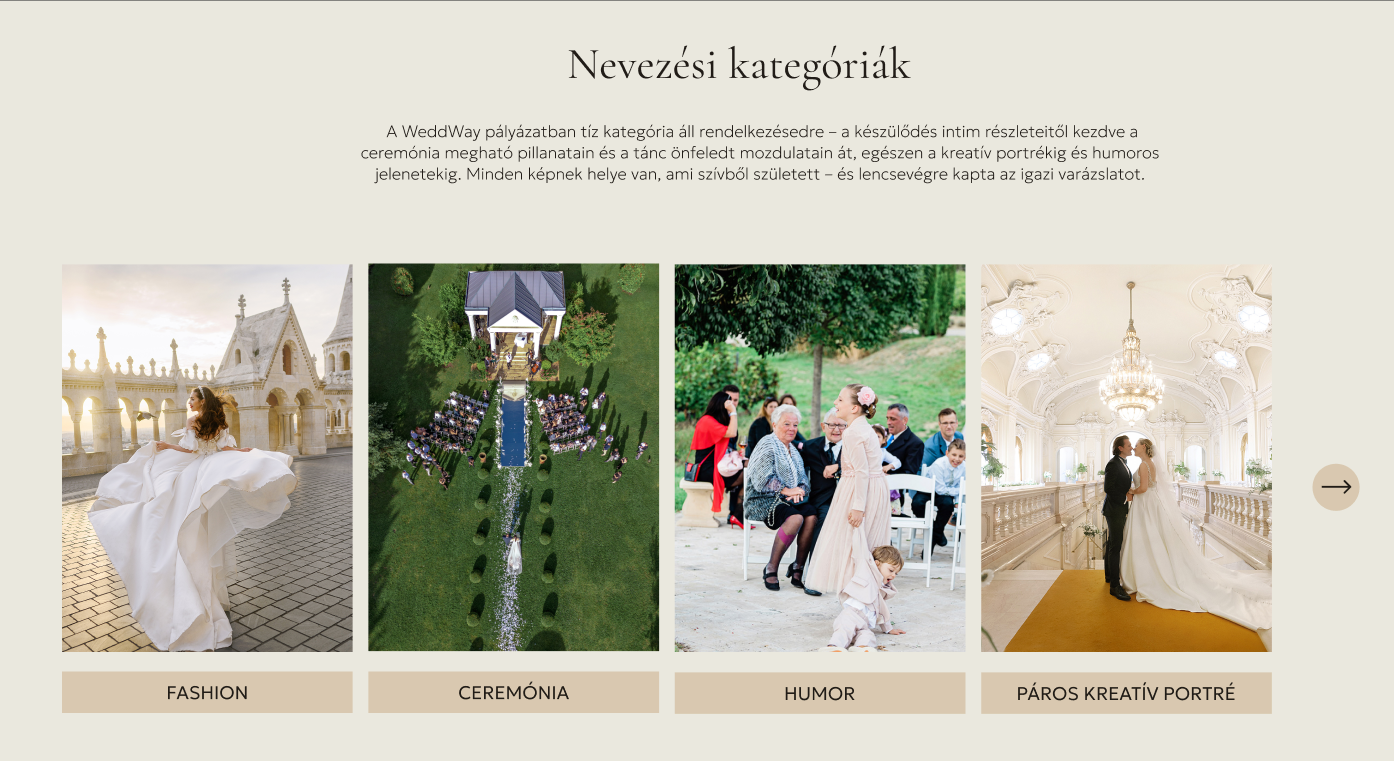 Nevezési kategóriák
A WeddWay pályázatban tíz kategória áll rendelkezésedre – a készülődés intim részleteitől kezdve a
ceremónia megható pillanatain és a tánc önfeledt mozdulatain át, egészen a kreatív portrékig és humoros
jelenetekig. Minden képnek helye van, ami szívből született – és lencsevégre kapta az igazi varázslatot.
FASHION
CEREMÓNIA
HUMOR
PÁROS KREATÍV PORTRÉ